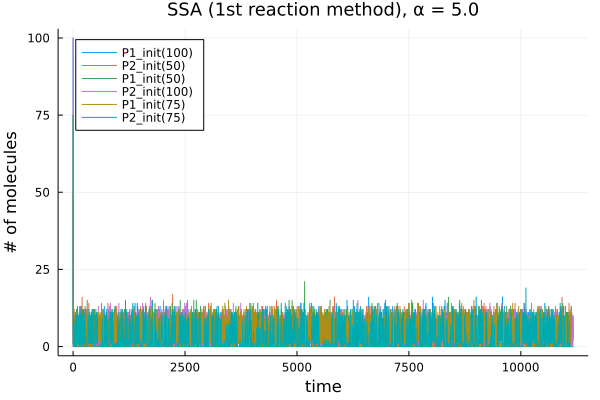 SSA (1st reaction method), α = 5.0
# of molecules
100
75
50
25
0
P1_init(100)
P2_init(50)
P1_init(50)
P2_init(100)
P1_init(75)
P2_init(75)
0 2500 5000 7500 10000
time